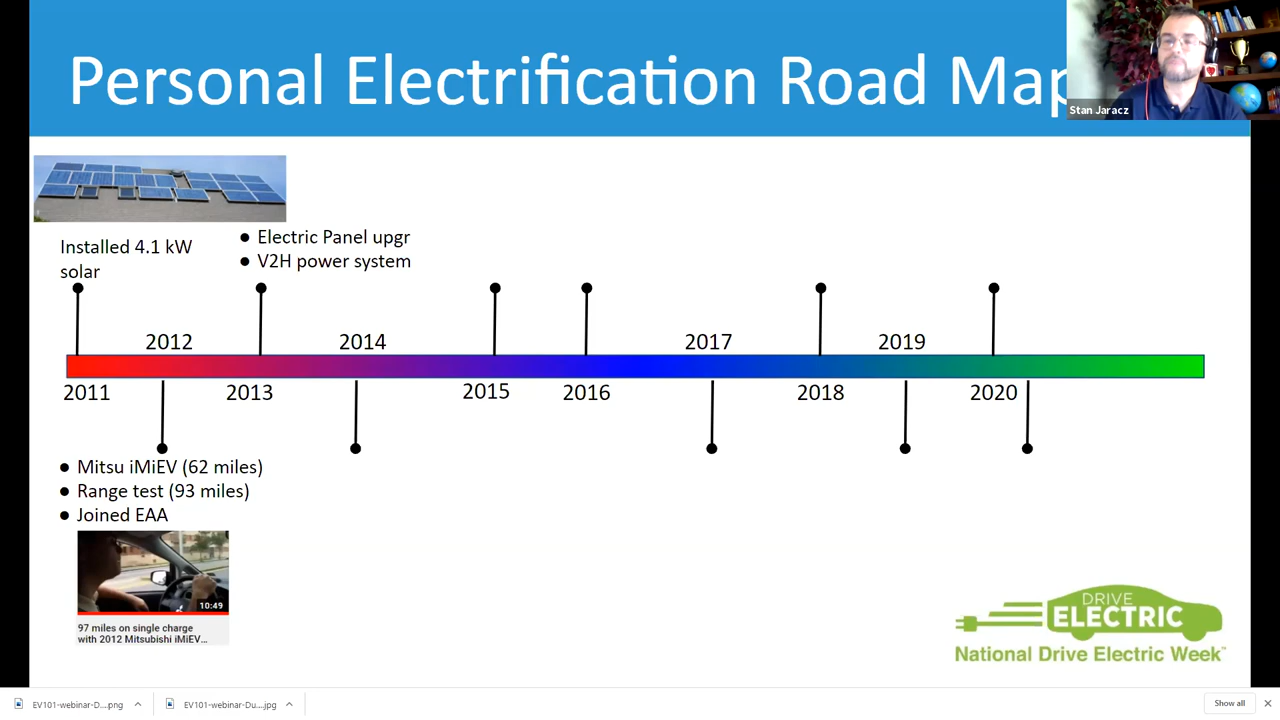 Personal Electrification Road Map
Stan Jaracz
Installed 4.1 kW
solar
● Electric Panel upgr
● V2H power system
2012
2014
2017
2019
2011
2013
2015
2016
2018
2020
● Mitsu iMiEV (62 miles)
● Range test (93 miles)
● Joined EAA
10:49
97 miles on single charge
with 2012 Mitsubishi iMiEV...
DRIVE
ELECTRIC
National Drive Electric Week™
EV101-webinar-D....png
EV101-webinar-Du....jpg
Show all